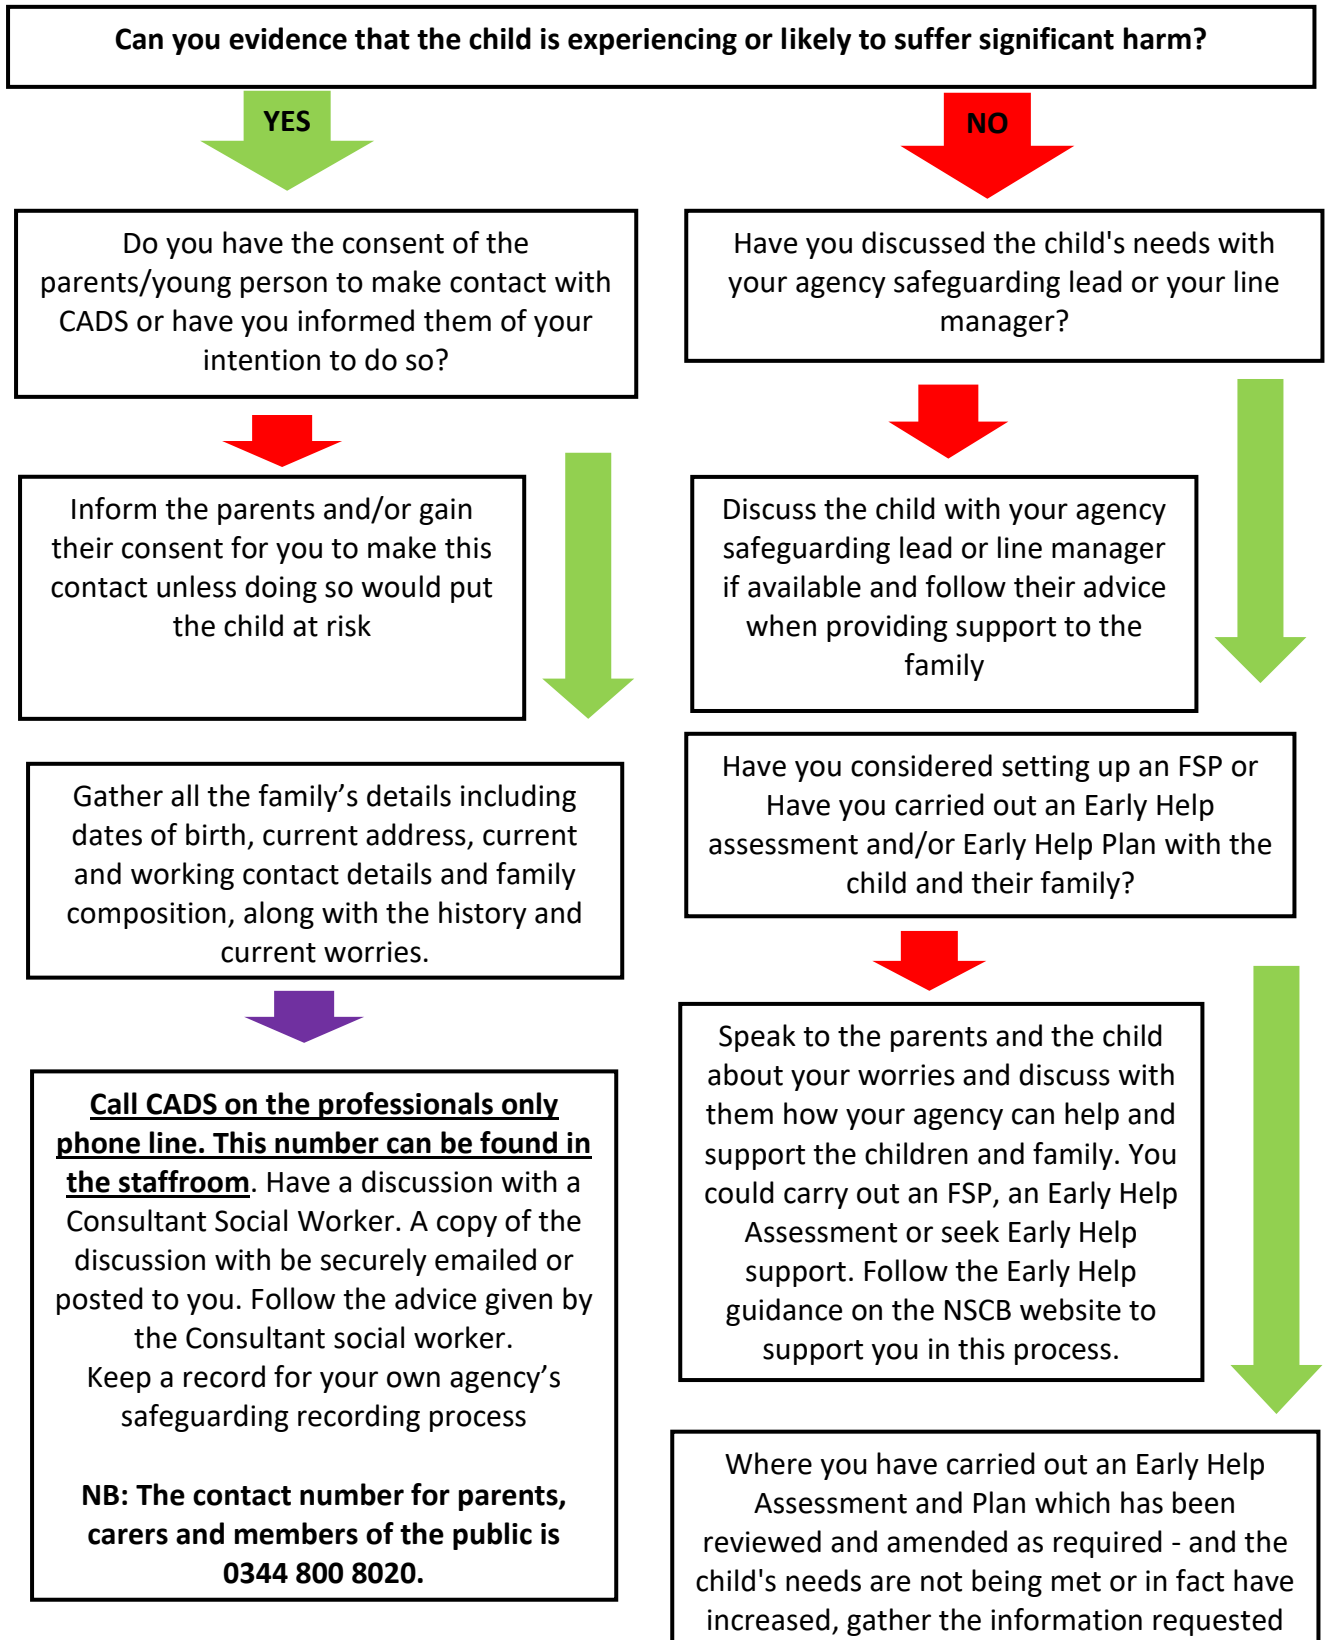 Can you evidence that the child is experiencing or likely to suffer significant harm?
YES
NO
Do you have the consent of the
parents/young person to make contact with
CADS or have you informed them of your
intention to do so?
Have you discussed the child's needs with
your agency safeguarding lead or your line
manager?
Inform the parents and/or gain
their consent for you to make this
contact unless doing so would put
the child at risk
Discuss the child with your agency
safeguarding lead or line manager
if available and follow their advice
when providing support to the
family
Gather all the family’s details including
dates of birth, current address, current
and working contact details and family
composition, along with the history and
current worries.
Have you considered setting up an FSP or
Have you carried out an Early Help
assessment and/or Early Help Plan with the
child and their family?
Call CADS on the professionals only
phone line. This number can be found in
the staffroom. Have a discussion with a
Consultant Social Worker. A copy of the
discussion with be securely emailed or
posted to you. Follow the advice given by
the Consultant social worker.
Keep a record for your own agency’s
safeguarding recording process
NB: The contact number for parents,
carers and members of the public is
0344 800 8020.
Speak to the parents and the child
about your worries and discuss with
them how your agency can help and
support the children and family. You
could carry out an FSP, an Early Help
Assessment or seek Early Help
support. Follow the Early Help
guidance on the NSCB website to
support you in this process.
Where you have carried out an Early Help
Assessment and Plan which has been
reviewed and amended as required - and the
child's needs are not being met or in fact have
increased, gather the information requested